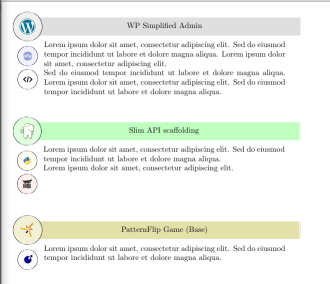 WP Simplified Admin
Lorem ipsum dolor sit amet, consectetur adipiscing elit. Sed do eiusmod
tempor incididunt ut labore et dolore magna aliqua. Lorem ipsum dolor
sit amet, consectetur adipiscing elit.
Sed do eiusmod tempor incididunt ut labore et dolore magna aliqua.
Lorem ipsum dolor sit amet, consectetur adipiscing elit. Sed do eiusmod
tempor incididunt ut labore et dolore magna aliqua.
Slim API scaffolding
Lorem ipsum dolor sit amet, consectetur adipiscing elit. Sed do eiusmod
tempor incididunt ut labore et dolore magna aliqua.
Lorem ipsum dolor sit amet, consectetur adipiscing elit.
PatternFlip Game (Base)
Lorem ipsum dolor sit amet, consectetur adipiscing elit. Sed do eiusmod
tempor incididunt ut labore et dolore magna aliqua.